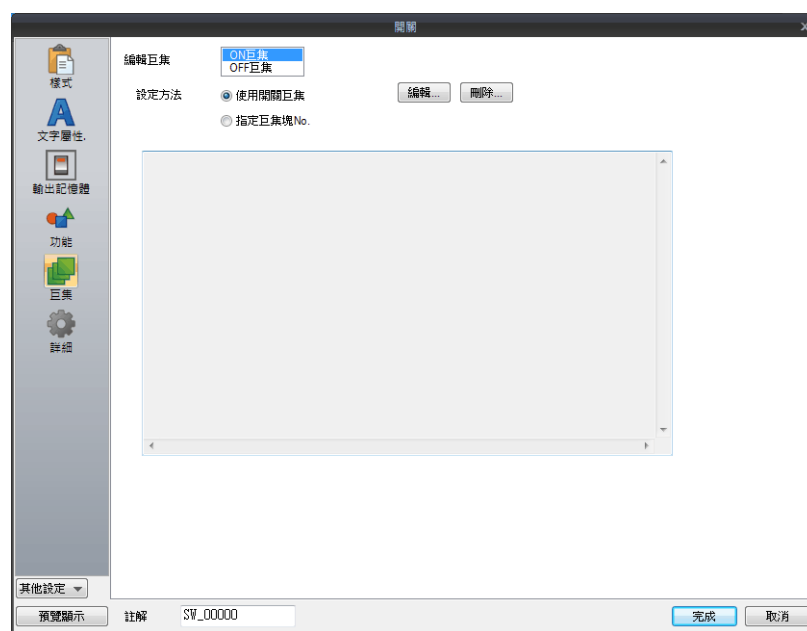 開關
樣式
文字屬性.
輸出記憶體
功能
巨集
詳細
其他設定
預覽顯示
編輯巨集
ON巨集
OFF巨集
設定方法
使用開關巨集
編輯...
刪除...
指定巨集塊No.
註解
SW_00000
完成
取消